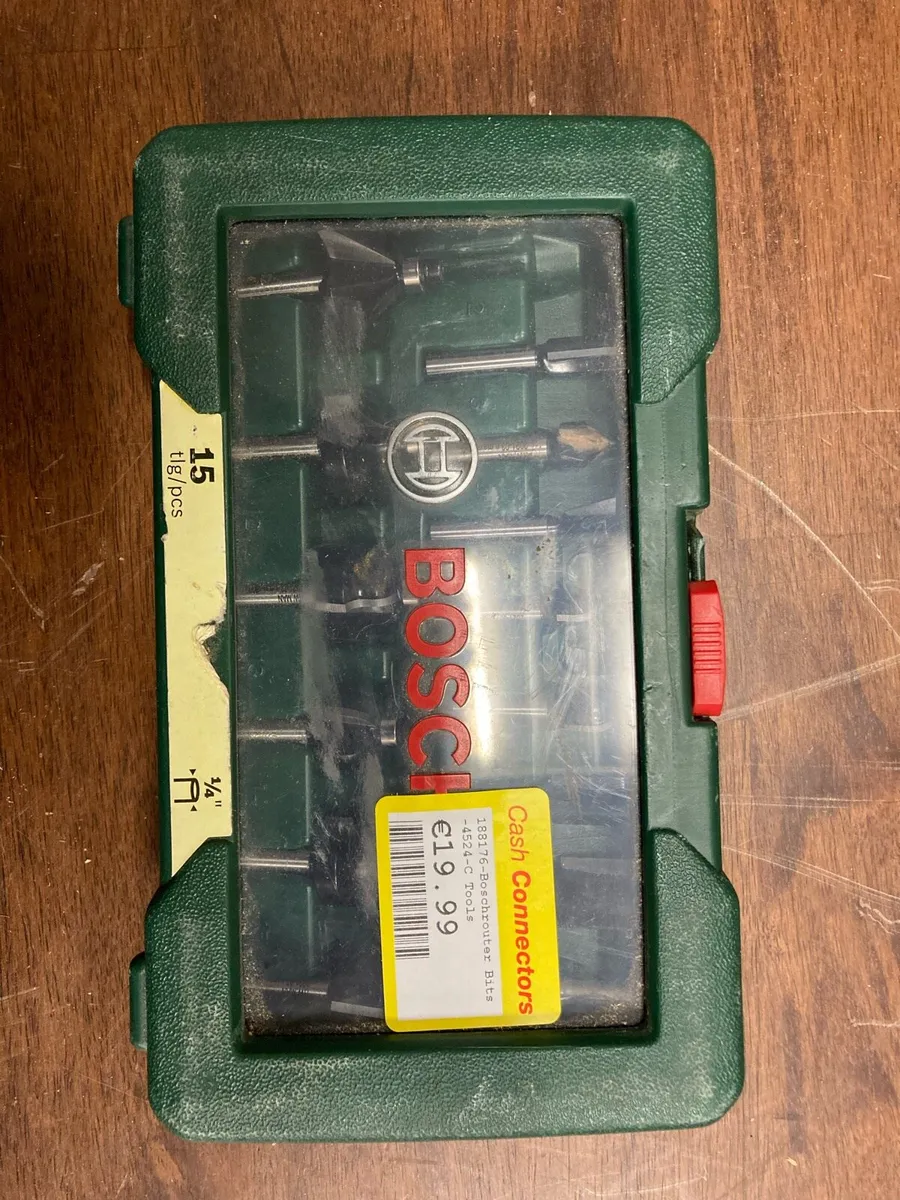 15
tlg/pcs
1/4"
BOSCH
Cash Connectors
188176-Boschrouter Bits
-4524-C Tools
€19.99